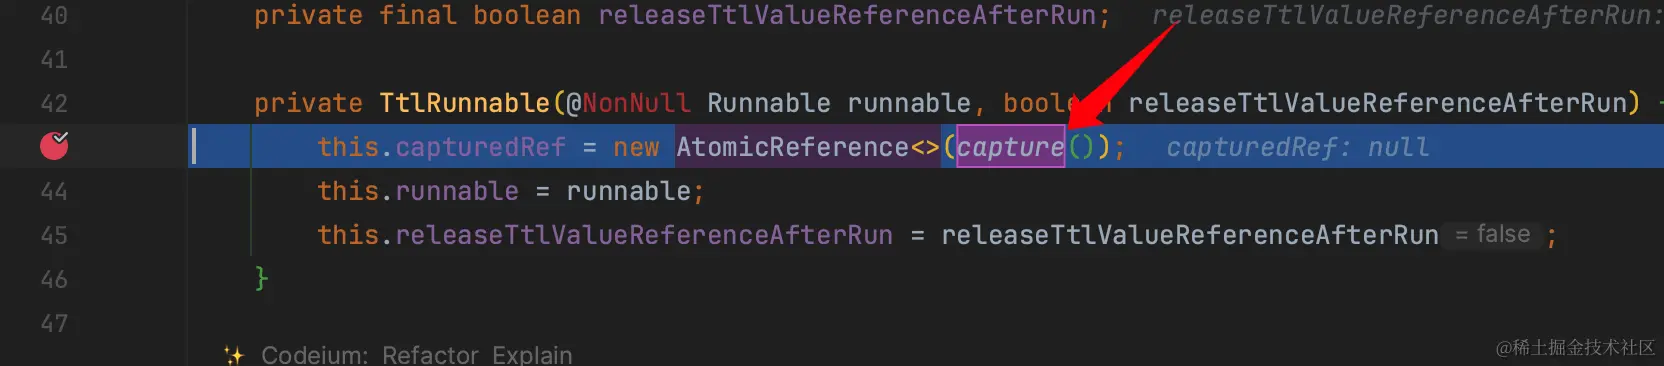 40 private final boolean releaseTtlValueReferenceAfterRun; releaseTtlValueReferenceAfterRun:
41
42 private TtlRunnable(@NonNull Runnable runnable, releaseTtlValueReferenceAfterRun) {
this.capturedRef = new AtomicReference<>(capture()); capturedRef: null
44 this.runnable = runnable;
45 this.releaseTtlValueReferenceAfterRun = releaseTtlValueReferenceAfterRun = false ;
46 }
47
Codeium: Refactor Explain
@稀土掘金技术社区